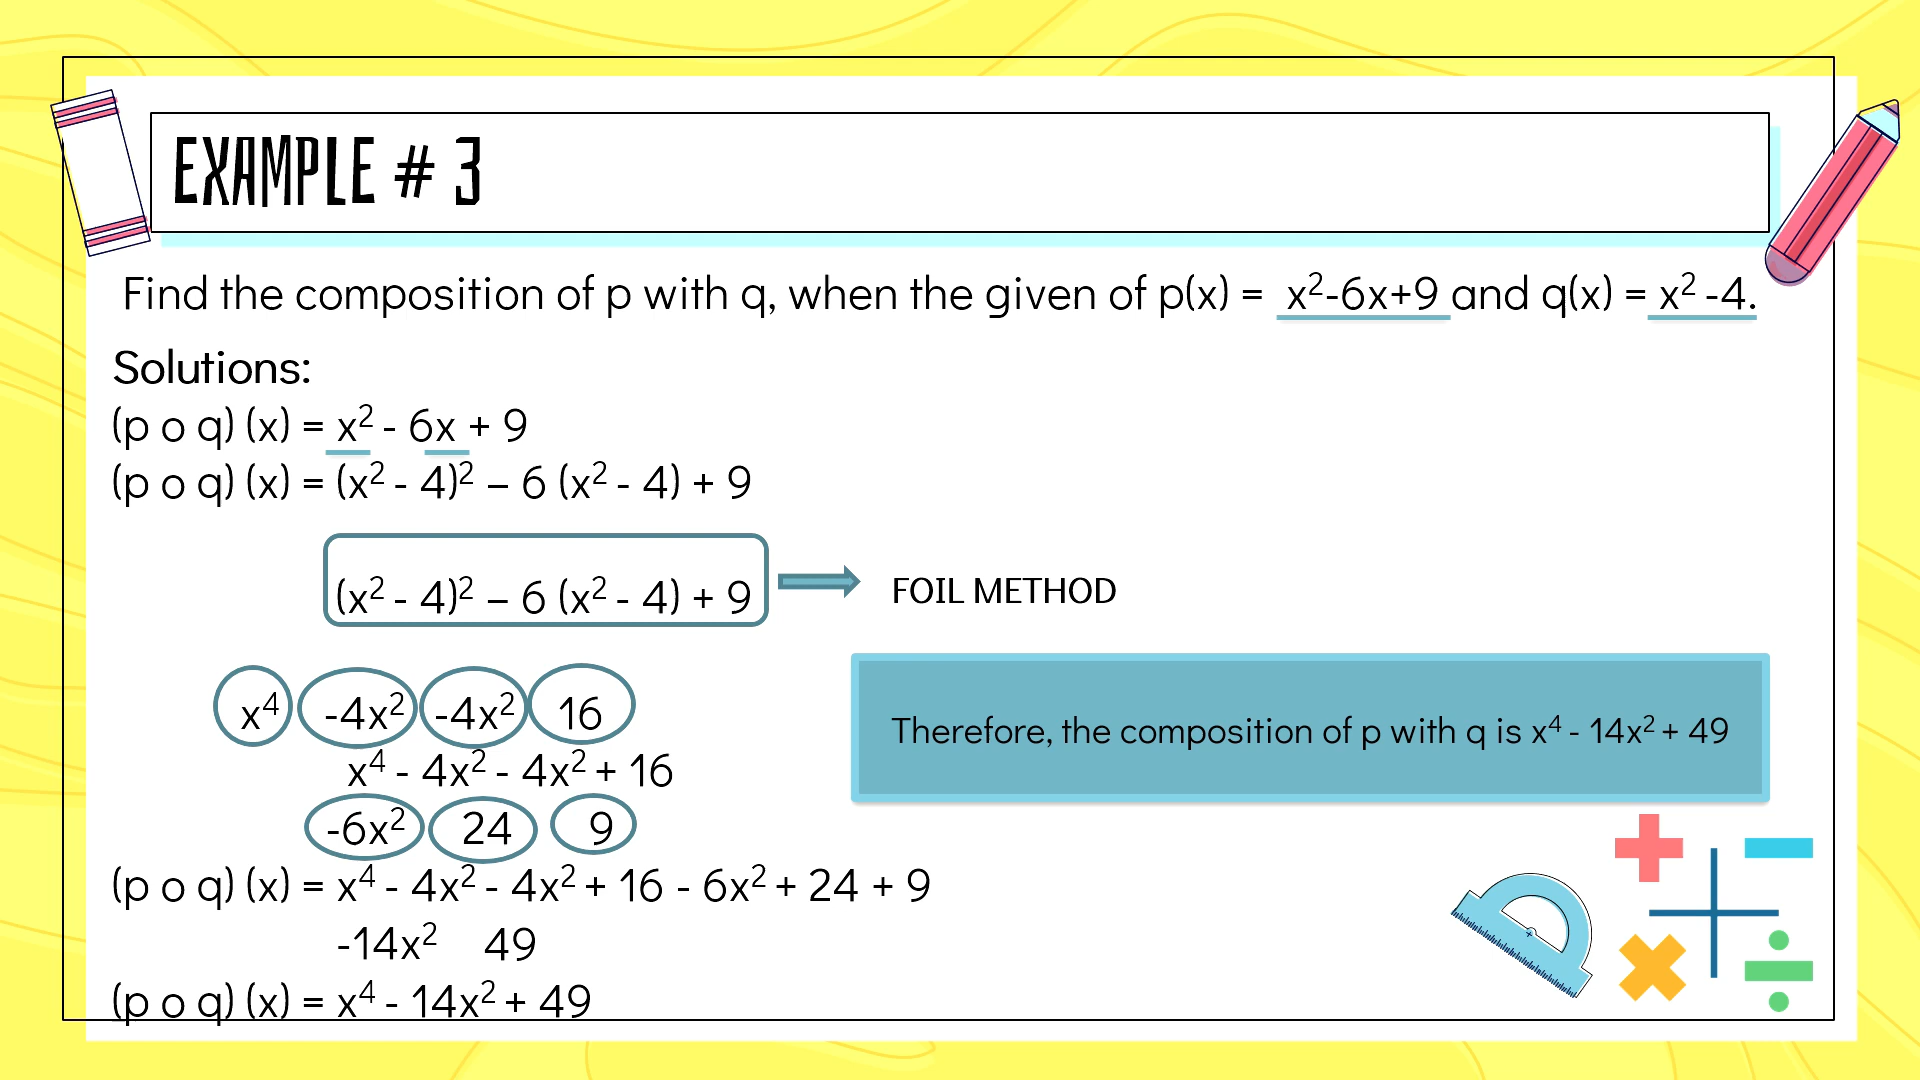 EXAMPLE # 3
Find the composition of p with q, when the given of p(x) = x²-6x+9 and q(x) = x² -4.
Solutions:
(p o q) (x) = x² - 6x + 9
(p o q) (x) = (x² - 4)² – 6 (x² - 4) + 9
(x² - 4)² – 6 (x² - 4) + 9
FOIL METHOD
x⁴ -4x² -4x² 16
x⁴ - 4x² - 4x² + 16
-6x² 24 9
(p o q) (x) = x⁴ - 4x² - 4x² + 16 - 6x² + 24 + 9
-14x² 49
(p o q) (x) = x⁴ - 14x² + 49
Therefore, the composition of p with q is x⁴ - 14x² + 49